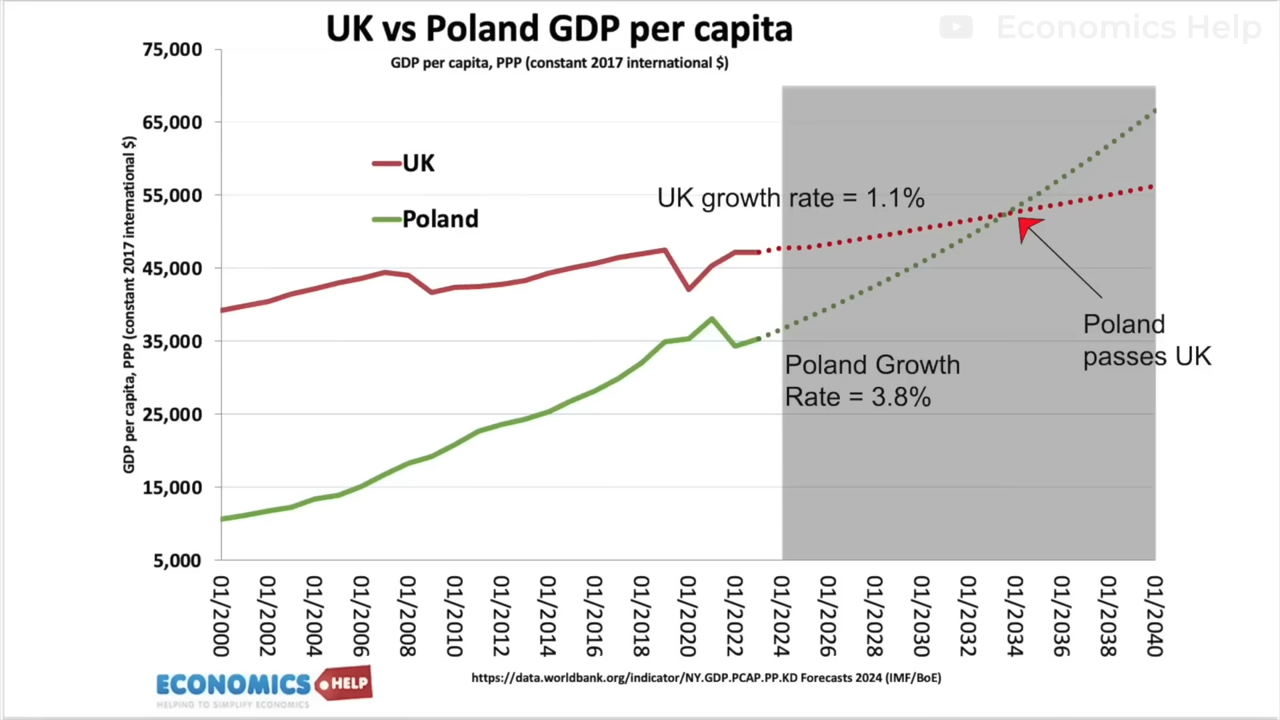 UK vs Poland GDP per capita
Economics Help
GDP per capita, PPP (constant 2017 international $)
75,000
65,000
55,000
45,000
35,000
25,000
15,000
5,000
GDP per capita, PPP (constant 2017 international $)
UK
Poland
UK growth rate = 1.1%
Poland
passes UK
Poland Growth
Rate = 3.8%
01/2000
01/2002
01/2004
01/2006
01/2008
01/2010
01/2012
01/2014
01/2016
01/2018
01/2020
01/2022
01/2024
01/2026
01/2028
01/2030
01/2032
01/2034
01/2036
01/2038
01/2040
ECONOMICS HELP
HELPING TO SIMPLIFY ECONOMICS
https://data.worldbank.org/indicator/NY.GDP.PCAP.PP.KD Forecasts 2024 (IMF/BoE)